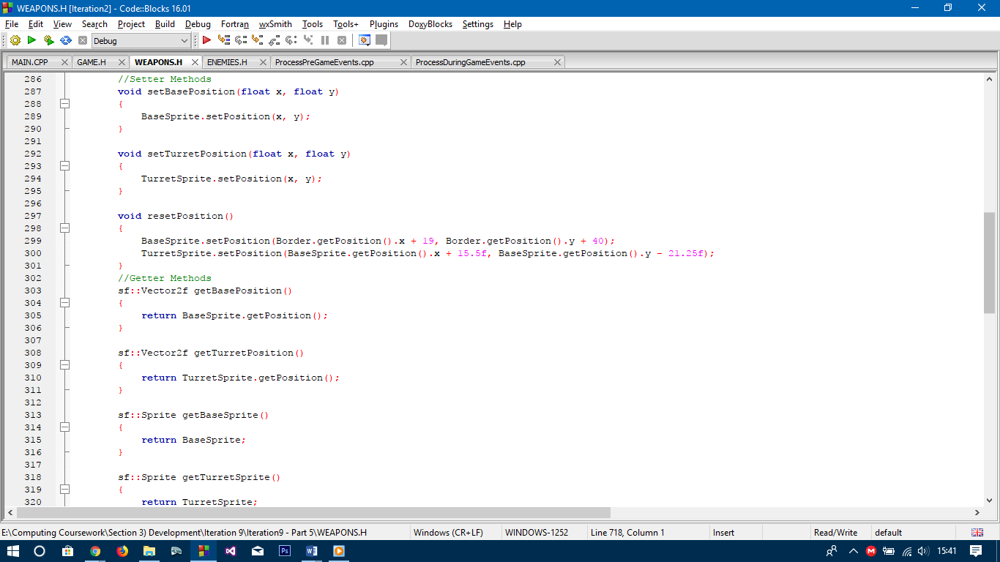 WEAPONS.H [Iteration2] - Code::Blocks 16.01
File Edit View Search Project Build Debug Fortran wxSmith Tools Tools+ Plugins DoxyBlocks Settings Help
Debug
MAIN.CPP GAME.H WEAPONS.H ENEMIES.H ProcessPreGameEvents.cpp ProcessDuringGameEvents.cpp
286 //Setter Methods
287 void setBasePosition(float x, float y)
288 {
289 BaseSprite.setPosition(x, y);
290 }
291
292 void setTurretPosition(float x, float y)
293 {
294 TurretSprite.setPosition(x, y);
295 }
296
297 void resetPosition()
298 {
299 BaseSprite.setPosition(Border.getPosition().x + 19, Border.getPosition().y + 40);
300 TurretSprite.setPosition(BaseSprite.getPosition().x + 15.5f, BaseSprite.getPosition().y - 21.25f);
301 }
302 //Getter Methods
303 sf::Vector2f getBasePosition()
304 {
305 return BaseSprite.getPosition();
306 }
307
308 sf::Vector2f getTurretPosition()
309 {
310 return TurretSprite.getPosition();
311 }
312
313 sf::Sprite getBaseSprite()
314 {
315 return BaseSprite;
316 }
317
318 sf::Sprite getTurretSprite()
319 {
320 return TurretSprite;
E:\Computing Coursework\Section 3) Development\Iteration 9\Iteration9 - Part 5\WEAPONS.H Windows (CR+LF) WINDOWS-1252 Line 718, Column 1 Insert Read/Write default
Ps W M 15:41